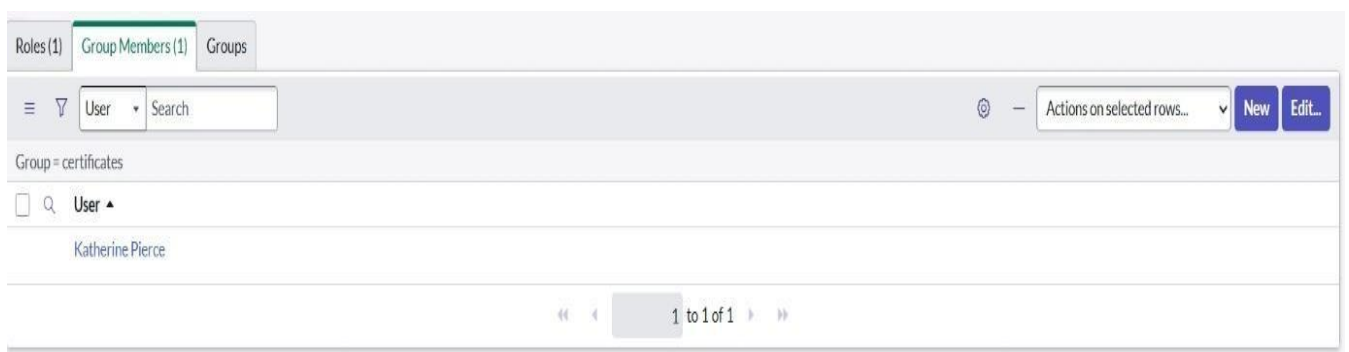 Roles (1) Group Members (1) Groups
User Search Actions on selected rows... New Edit...
Group = certificates
User
Katherine Pierce
1 to 1 of 1